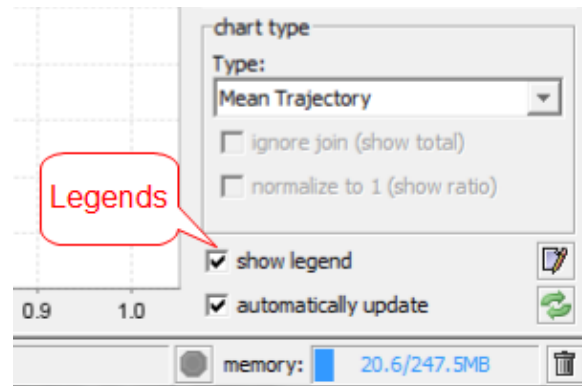 chart type
Type:
Mean Trajectory
ignore join (show total)
normalize to 1 (show ratio)
Legends
show legend
automatically update
0.9 1.0
memory: 20.6/247.5MB